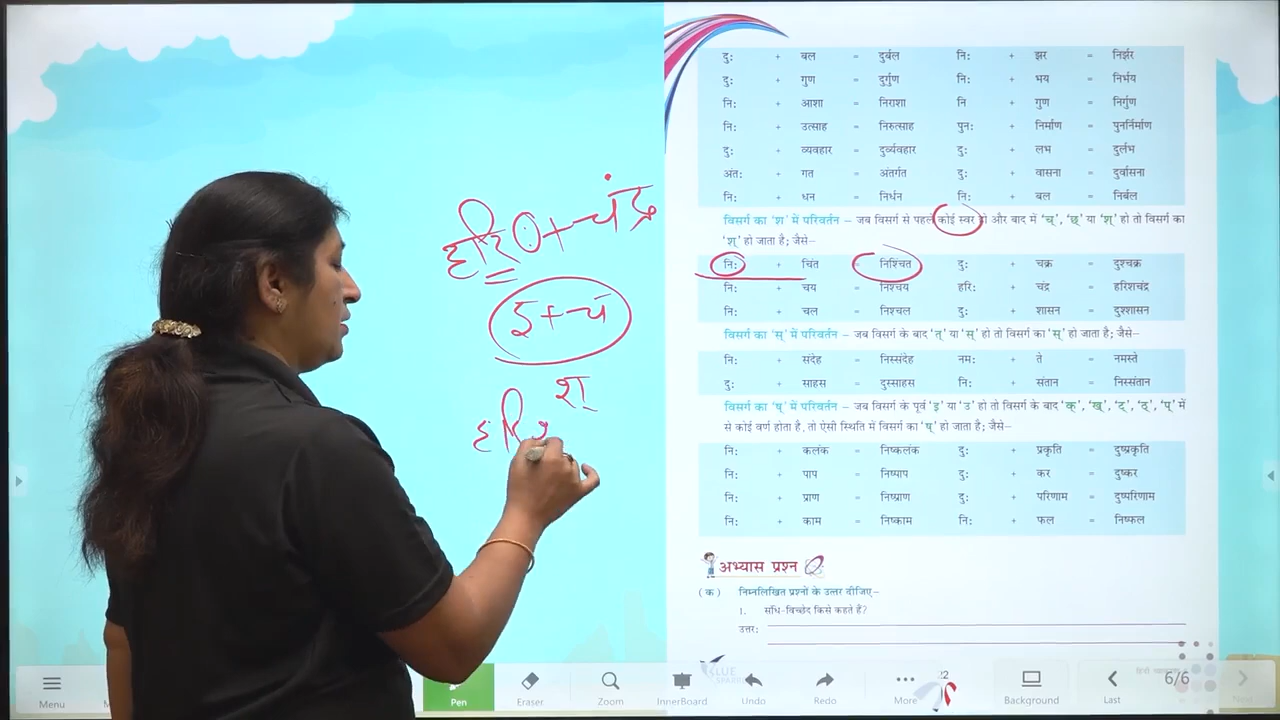 हरि: + चंद्र
इ + च
श्
हरि
दु: + बल = दुर्बल नि: + झर = निर्झर
दु: + गुण = दुर्गुण नि: + भय = निर्भय
नि: + आशा = निराशा नि + गुण = निर्गुण
नि: + उत्साह = निरुत्साह पुन: + निर्माण = पुनर्निर्माण
दु: + व्यवहार = दुर्व्यवहार दु: + लभ = दुर्लभ
अंत: + गत = अंतर्गत दु: + वासना = दुर्वासना
नि: + धन = निर्धन नि: + बल = निर्बल
विसर्ग का ‘श’ में परिवर्तन – जब विसर्ग से पहले कोई स्वर हो और बाद में ‘च्’, ‘छ्’ या ‘श्’ हो तो विसर्ग का
‘श्’ हो जाता है; जैसे–
नि: + चिंत = निश्चित दु: + चक्र = दुश्चक्र
नि: + चय = निश्चय हरि: + चंद्र = हरिशचंद्र
नि: + चल = निश्चल दु: + शासन = दुश्शासन
विसर्ग का ‘स्’ में परिवर्तन – जब विसर्ग के बाद ‘त्’ या ‘स्’ हो तो विसर्ग का ‘स्’ हो जाता है; जैसे–
नि: + संदेह = निस्संदेह नम: + ते = नमस्ते
दु: + साहस = दुस्साहस नि: + संतान = निस्संतान
विसर्ग का ‘ष्’ में परिवर्तन – जब विसर्ग के पूर्व ‘इ’ या ‘उ’ हो तो विसर्ग के बाद ‘क्’, ‘ख्’, ‘ट्’, ‘ठ्’, ‘प्’ में
से कोई वर्ण होता है, तो ऐसी स्थिति में विसर्ग का ‘ष्’ हो जाता है; जैसे–
नि: + कलंक = निष्कलंक दु: + प्रकृति = दुष्प्रकृति
नि: + पाप = निष्पाप दु: + कर = दुष्कर
नि: + प्राण = निष्प्राण दु: + परिणाम = दुष्परिणाम
नि: + काम = निष्काम नि: + फल = निष्फल
अभ्यास प्रश्न
(क) निम्नलिखित प्रश्नों के उत्तर दीजिए–
1. संधि-विच्छेद किसे कहते हैं?
उत्तर:
22
Menu Pen Eraser Zoom InnerBoard Undo Redo More Background Last 6/6 Next